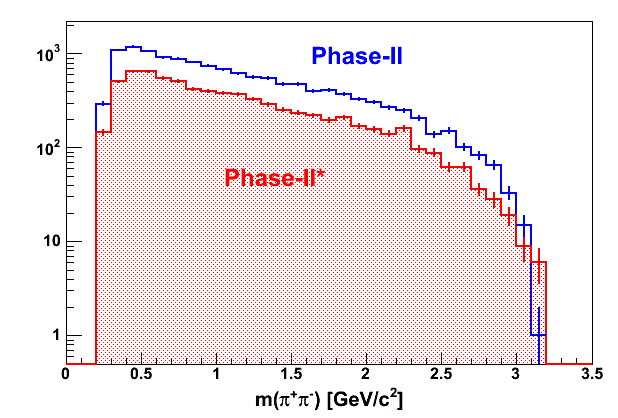 10³
Phase-II
10²
Phase-II*
10
1
0 0.5 1 1.5 2 2.5 3 3.5
m(π⁺π⁻) [GeV/c²]